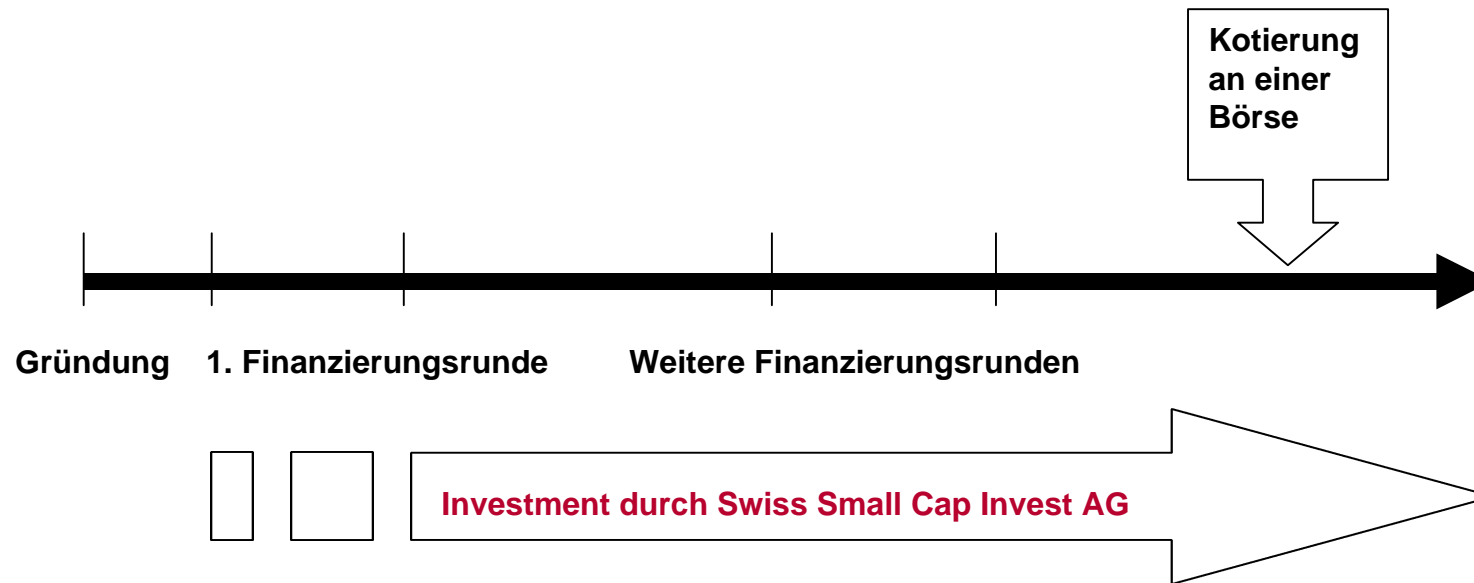 Kotierung
an einer
Börse
Gründung 1. Finanzierungsrunde Weitere Finanzierungsrunden
Investment durch Swiss Small Cap Invest AG